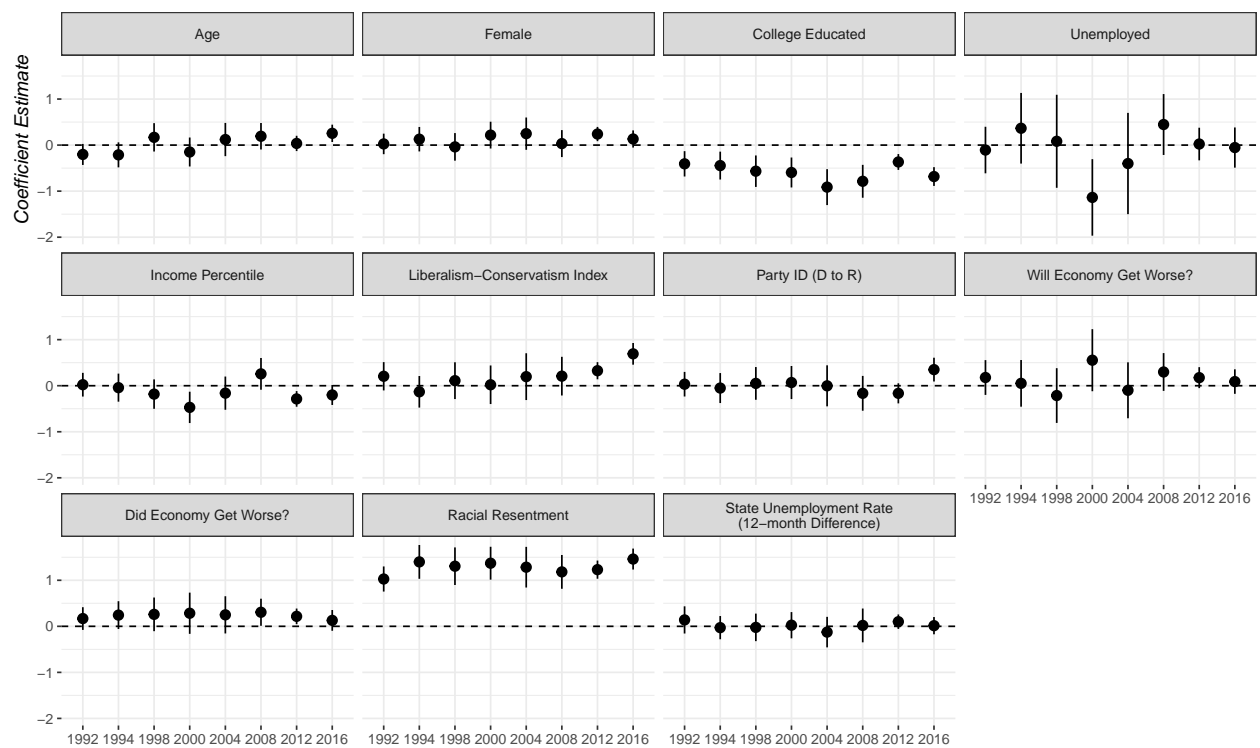 Age Female College Educated Unemployed
Coefficient Estimate
1
0
−1
−2
Income Percentile Liberalism−Conservatism Index Party ID (D to R) Will Economy Get Worse?
1
0
−1
−2
1992 1994 1998 2000 2004 2008 2012 2016
Did Economy Get Worse? Racial Resentment State Unemployment Rate
(12−month Difference)
1
0
−1
−2
1992 1994 1998 2000 2004 2008 2012 2016 1992 1994 1998 2000 2004 2008 2012 2016 1992 1994 1998 2000 2004 2008 2012 2016